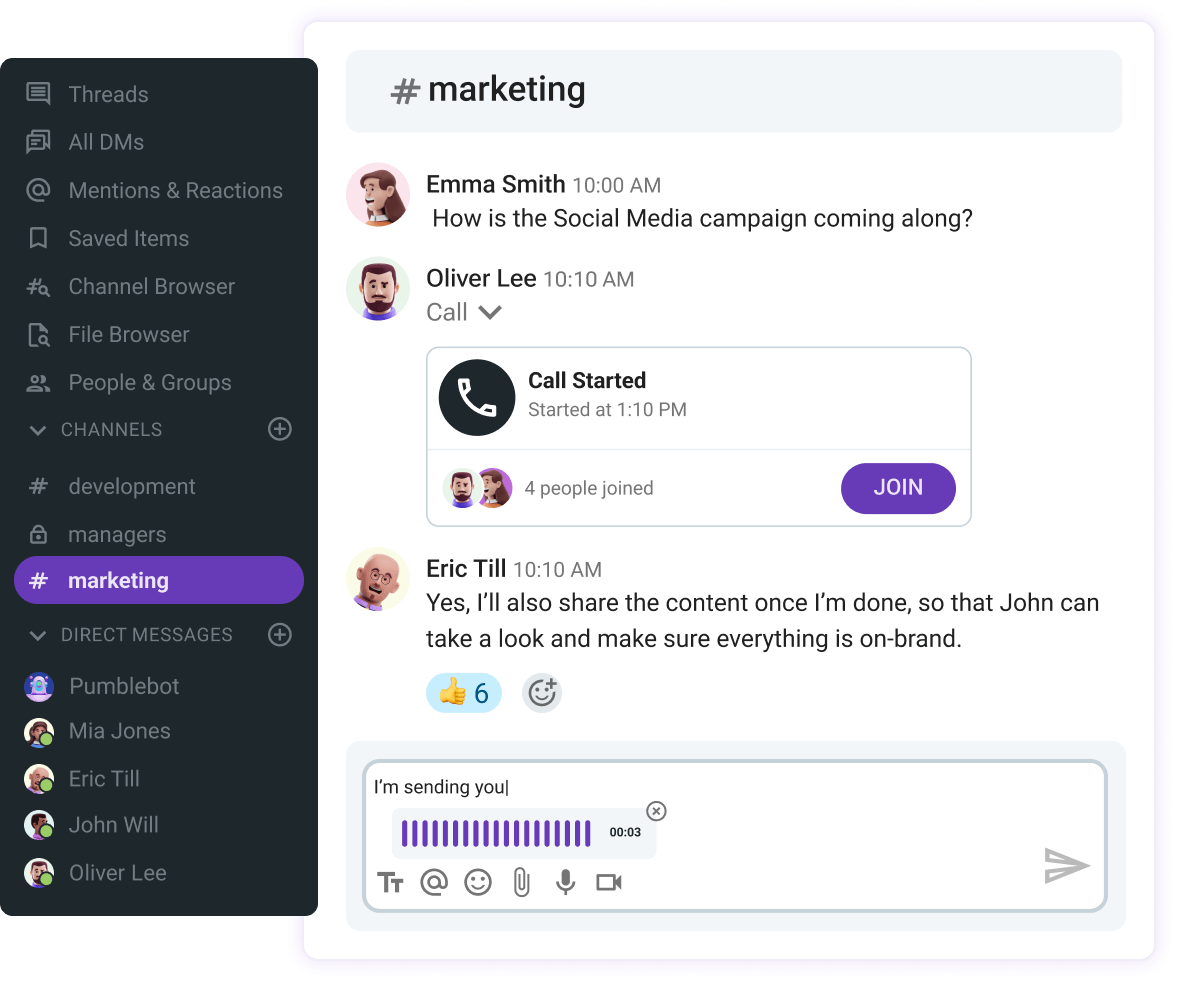 Threads
All DMs
Mentions & Reactions
Saved Items
Channel Browser
File Browser
People & Groups
CHANNELS
# development
managers
# marketing
DIRECT MESSAGES
Pumblebot
Mia Jones
Eric Till
John Will
Oliver Lee
# marketing
Emma Smith 10:00 AM
How is the Social Media campaign coming along?
Oliver Lee 10:10 AM
Call
Call Started
Started at 1:10 PM
4 people joined
JOIN
Eric Till 10:10 AM
Yes, I’ll also share the content once I’m done, so that John can
take a look and make sure everything is on-brand.
👍 6
I’m sending you|
00:03